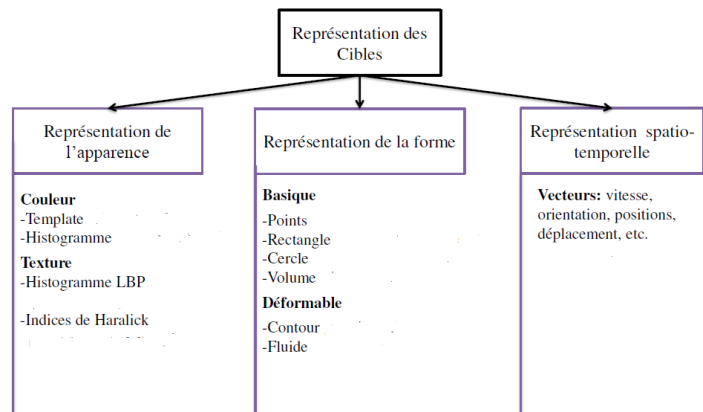 Représentation des
Cibles
Représentation de
l'apparence
Couleur
-Template
-Histogramme
Texture
-Histogramme LBP
-Indices de Haralick
Représentation de la forme
Basique
-Points
-Rectangle
-Cercle
-Volume
Déformable
-Contour
-Fluide
Représentation spatio-
temporelle
Vecteurs: vitesse,
orientation, positions,
déplacement, etc.